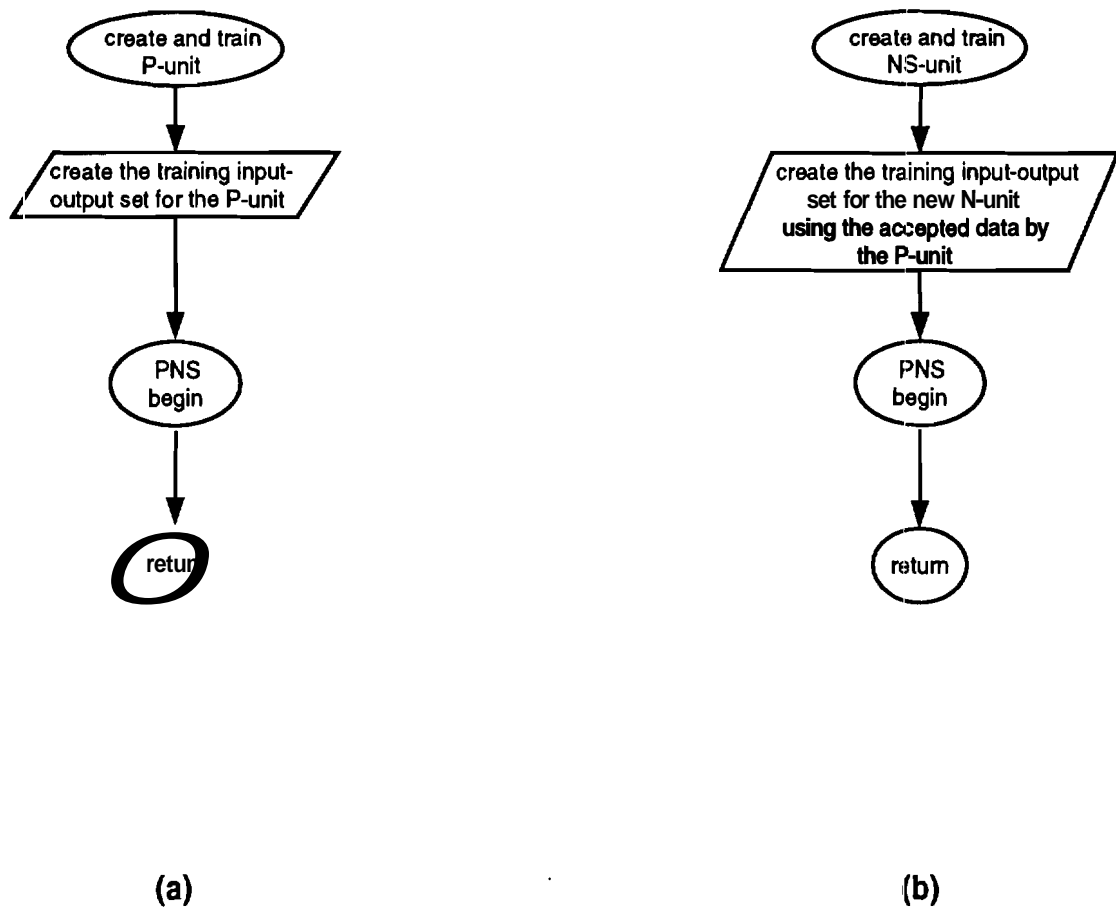 create and train
P-unit
create the training input-
output set for the P-unit
PNS
begin
retur
(a)
create and train
NS-unit
create the training input-output
set for the new N-unit
using the accepted data by
the P-unit
PNS
begin
return
(b)